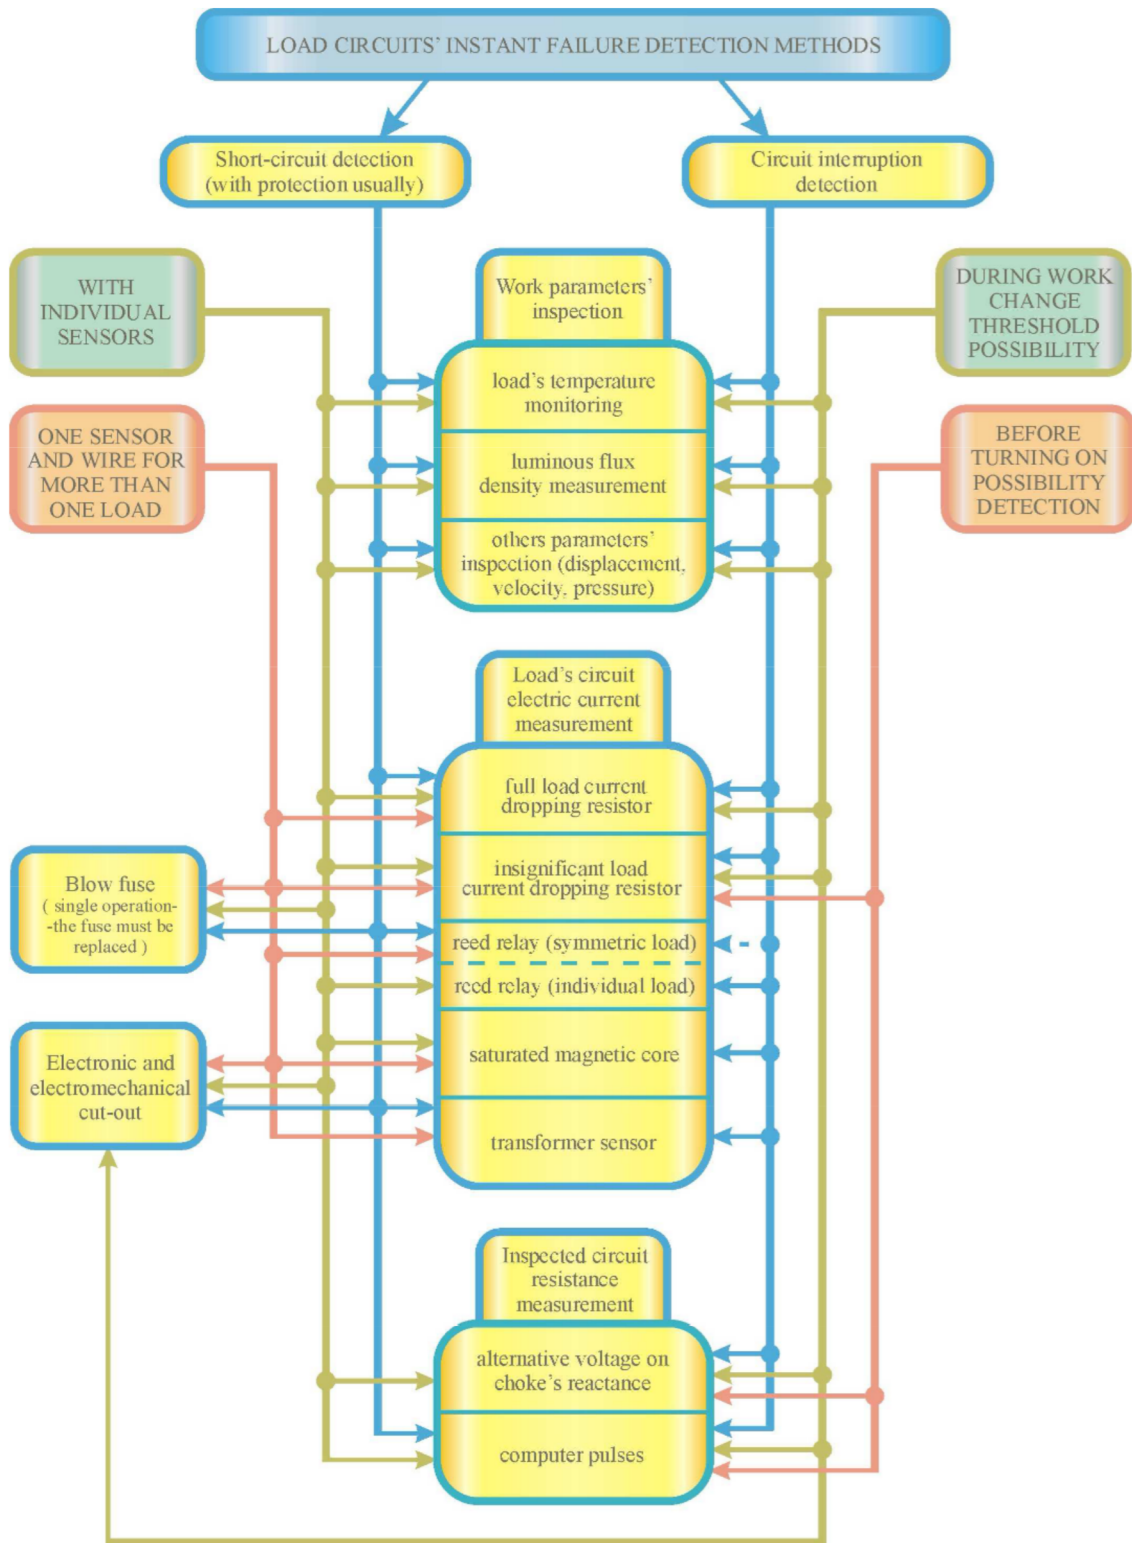 LOAD CIRCUITS' INSTANT FAILURE DETECTION METHODS
Short-circuit detection
(with protection usually)
Circuit interruption
detection
WITH
INDIVIDUAL
SENSORS
Work parameters'
inspection
DURING WORK
CHANGE
THRESHOLD
POSSIBILITY
load's temperature
monitoring
ONE SENSOR
AND WIRE FOR
MORE THAN
ONE LOAD
luminous flux
density measurement
BEFORE
TURNING ON
POSSIBILITY
DETECTION
others parameters'
inspection (displacement,
velocity, pressure)
Load's circuit
electric current
measurement
full load current
dropping resistor
Blow fuse
( single operation-
-the fuse must be
replaced )
insignificant load
current dropping resistor
reed relay (symmetric load)
reed relay (individual load)
Electronic and
electromechanical
cut-out
saturated magnetic core
transformer sensor
Inspected circuit
resistance
measurement
alternative voltage on
choke's reactance
computer pulses